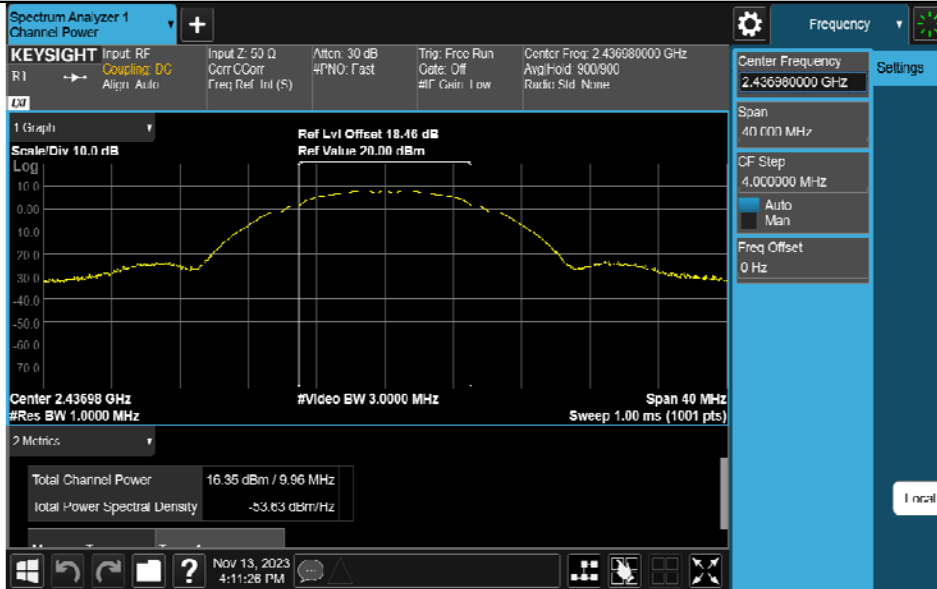 Spectrum Analyzer 1
Channel Power
+
Frequency
KEYSIGHT Input: RF
R1
Coupling: DC
Align: Auto
LXI
Input Z: 50 Ω
Corr CCorr
Freq Ref: Int (S)
Atten: 30 dB
#PNO: Fast
Trig: Free Run
Gate: Off
#IF Gain: Low
Center Freq: 2.436980000 GHz
Avg|Hold: 900/900
Radio Std: None
Center Frequency
2.436980000 GHz
Settings
Span
40.000 MHz
CF Step
4.000000 MHz
Auto
Man
Freq Offset
0 Hz
1 Graph
Scale/Div 10.0 dB
Ref Lvl Offset 18.46 dB
Ref Value 20.00 dBm
Log
10.0
0.00
10.0
20.0
30.0
-40.0
-50.0
-60.0
70.0
Center 2.43698 GHz
#Video BW 3.0000 MHz
Span 40 MHz
#Res BW 1.0000 MHz
Sweep 1.00 ms (1001 pts)
2 Metrics
Total Channel Power 16.35 dBm / 9.96 MHz
Total Power Spectral Density -53.63 dBm/Hz
Local
?
Nov 13, 2023
4:11:26 PM